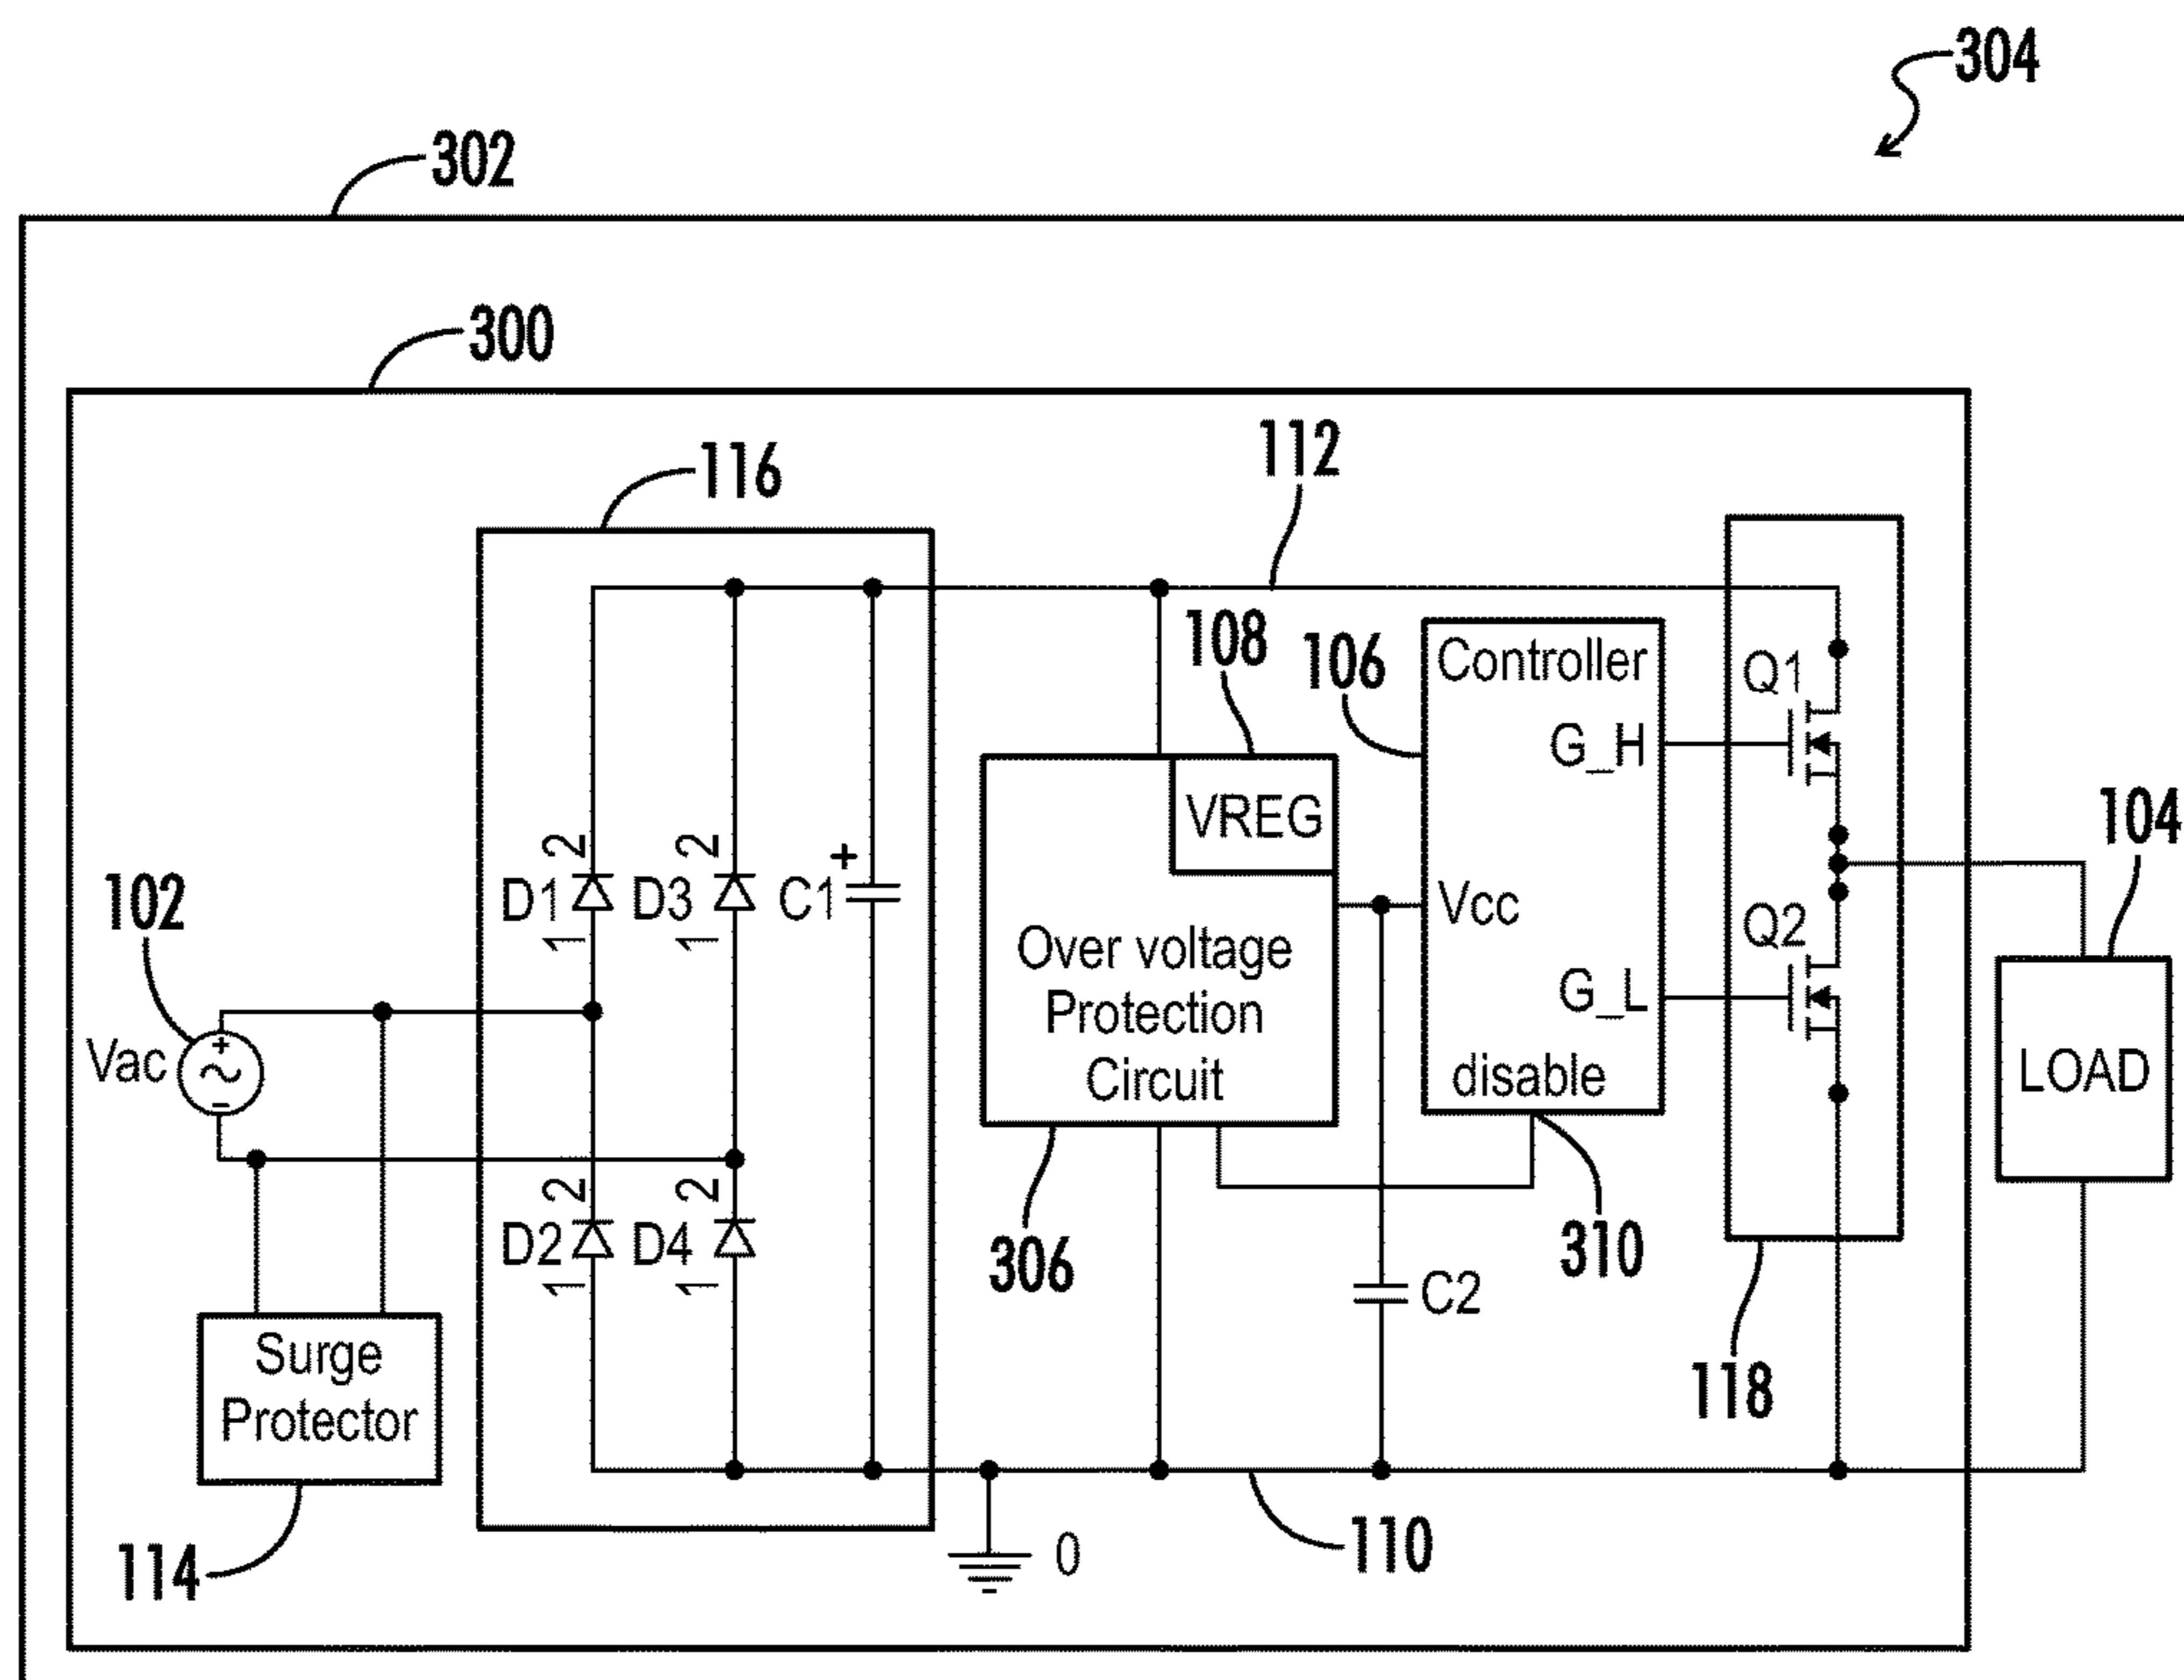 304
302
300
116
112
108
106
Controller
Q1
G_H
VREG
104
2
2
+
D1
D3
C1
Vcc
102
1
1
Over voltage
Protection
Circuit
Q2
G_L
Vac
+
-
disable
LOAD
2
2
D2
D4
1
1
306
310
C2
Surge
Protector
118
114
0
110